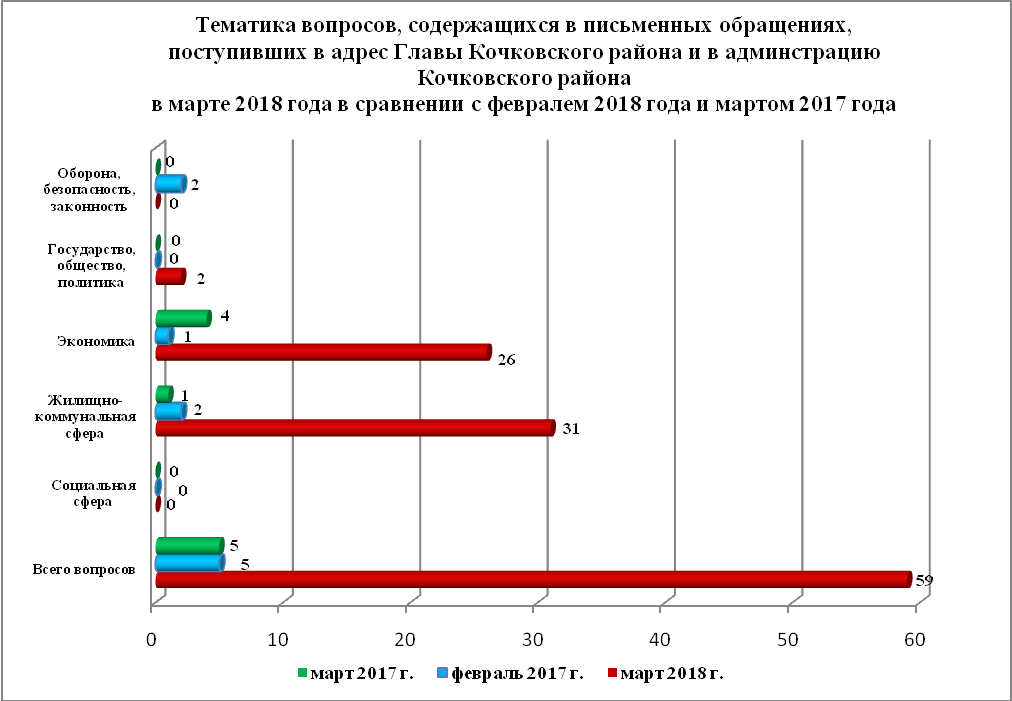 Тематика вопросов, содержащихся в письменных обращениях,
поступивших в адрес Главы Кочковского района и в админстрацию
Кочковского района
в марте 2018 года в сравнении с февралем 2018 года и мартом 2017 года
Оборона,
безопасность,
законность
0
2
0
Государство,
общество,
политика
0
0
2
Экономика
4
1
26
Жилищно-
коммунальная
сфера
1
2
31
Социальная
сфера
0
0
0
Всего вопросов
5
5
59
0 10 20 30 40 50 60
март 2017 г. февраль 2017 г. март 2018 г.